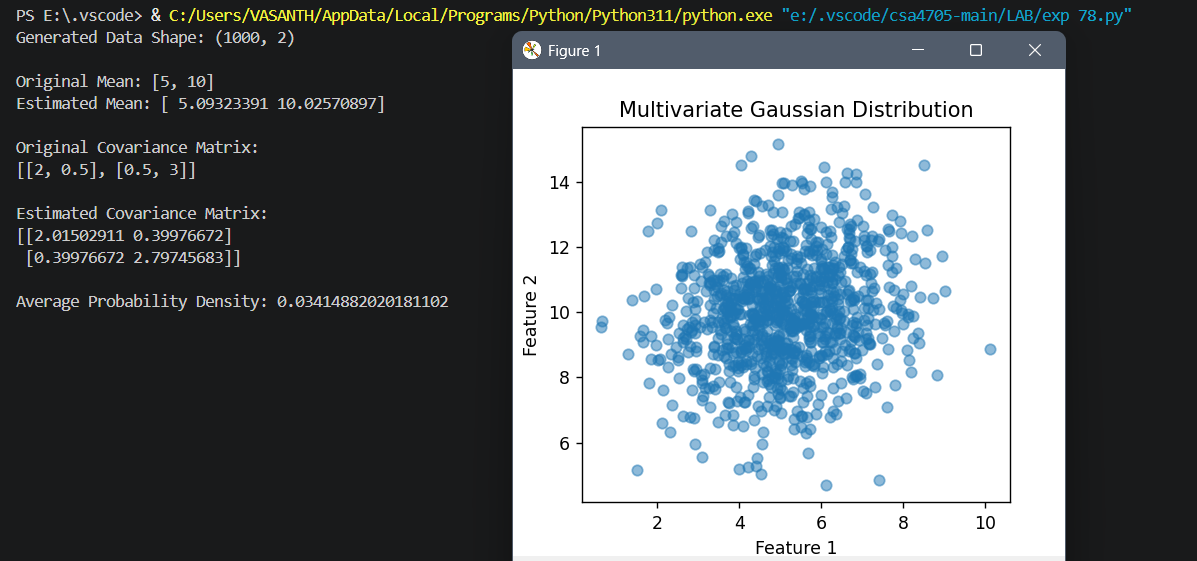 PS E:\.vscode> & C:/Users/VASANTH/AppData/Local/Programs/Python/Python311/python.exe "e:/.vscode/csa4705-main/LAB/exp 78.py"
Generated Data Shape: (1000, 2)
Original Mean: [5, 10]
Estimated Mean: [ 5.09323391 10.02570897]
Original Covariance Matrix:
[[2, 0.5], [0.5, 3]]
Estimated Covariance Matrix:
[[2.01502911 0.39976672]
 [0.39976672 2.79745683]]
Average Probability Density: 0.03414882020181102
Figure 1
Multivariate Gaussian Distribution
Feature 2
14
12
10
8
6
2 4 6 8 10
Feature 1